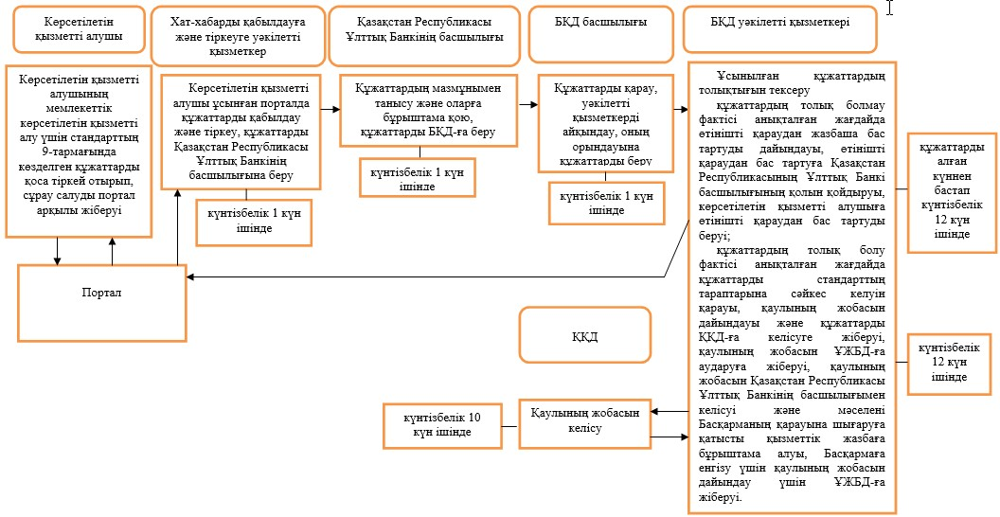 Көрсетілетін
қызметті алушы
Хат-хабарды қабылдауға
және тіркеуге уәкілетті
қызметкер
Қазақстан Республикасы
Ұлттық Банкінің басшылығы
БҚД басшылығы
БҚД уәкілетті қызметкері
Көрсетілетін қызметті
алушының
мемлекеттік
көрсетілетін қызметті
алу үшін стандарттың
9-тармағында
көзделген құжаттарды
қоса тіркей отырып,
сұрау салуды портал
арқылы жіберуі
Көрсетілетін қызметті
алушы ұсынған порталда
құжаттарды қабылдау
және тіркеу, құжаттарды
Қазақстан Республикасы
Ұлттық Банкінің
басшылығына беру
күнтізбелік 1 күн
ішінде
Құжаттардың мазмұнымен
танысу және оларға
бұрыштама қою,
құжаттарды БҚД-ға беру
күнтізбелік 1 күн
ішінде
Құжаттарды қарау,
уәкілетті
қызметкерді
айқындау, оның
орындауына
құжаттарды беру
күнтізбелік 1 күн
ішінде
Ұсынылған құжаттардың
толықтығын тексеру
құжаттардың толық болмау
фактісі анықталған жағдайда
өтінішті қараудан жазбаша бас
тартуды дайындауы, өтінішті
қараудан бас тартуға Қазақстан
Республикасының Ұлттық Банкі
басшылығының қолын қойдыруы,
көрсетілетін қызметті алушыға
өтінішті қараудан бас тартуды
беруі;
құжаттардың толық болу
фактісі анықталған жағдайда
құжаттарды стандарттың
тараптарына сәйкес келуін
қарауы, қаулының жобасын
дайындауы және құжаттарды
ҚҚД-ға келісуге жіберуі,
қаулының жобасын ҰЖБД-ға
аударуға жіберуі, қаулының
жобасын Қазақстан Республикасы
Ұлттық Банкінің басшылығымен
келісуі және мәселені
Басқарманың қарауына шығаруға
қатысты қызметтік жазбаға
бұрыштама алуы, Басқармаға
енгізу үшін қаулының жобасын
дайындау үшін ҰЖБД-ға
жіберуі.
құжаттарды
алған
күннен
бастап
күнтізбелік
12 күн
ішінде
күнтізбелік
12 күн
ішінде
Портал
ҚҚД
Қаулының жобасын
келісу
күнтізбелік 10
күн ішінде